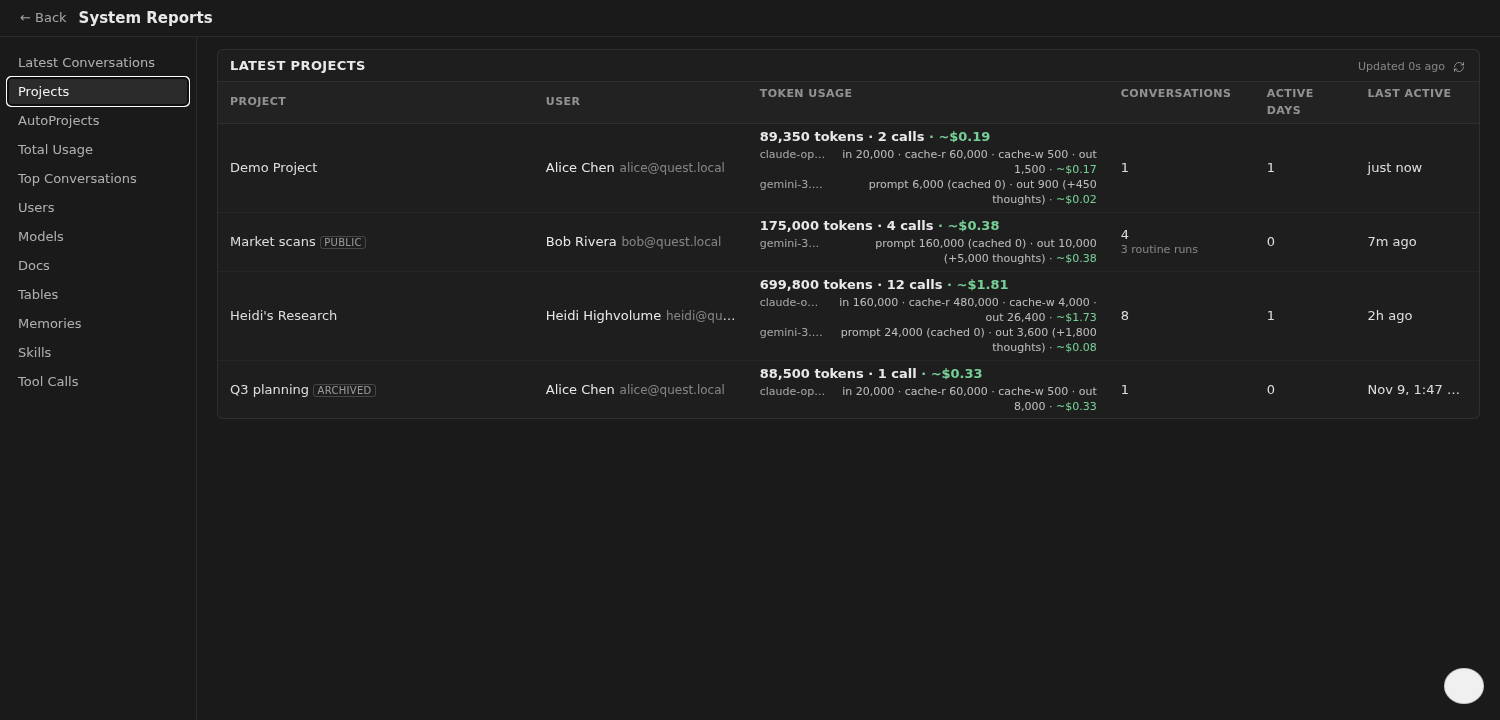 ← Back System Reports
Latest Conversations
Projects
AutoProjects
Total Usage
Top Conversations
Users
Models
Docs
Tables
Memories
Skills
Tool Calls
LATEST PROJECTS Updated 0s ago
PROJECT USER TOKEN USAGE CONVERSATIONS ACTIVE DAYS LAST ACTIVE
Demo Project Alice Chen alice@quest.local 89,350 tokens · 2 calls · ~$0.19 1 1 just now
claude-op... in 20,000 · cache-r 60,000 · cache-w 500 · out
1,500 · ~$0.17
gemini-3.... prompt 6,000 (cached 0) · out 900 (+450
thoughts) · ~$0.02
Market scans PUBLIC Bob Rivera bob@quest.local 175,000 tokens · 4 calls · ~$0.38 4 0 7m ago
3 routine runs
gemini-3... prompt 160,000 (cached 0) · out 10,000
(+5,000 thoughts) · ~$0.38
Heidi's Research Heidi Highvolume heidi@qu... 699,800 tokens · 12 calls · ~$1.81 8 1 2h ago
claude-o... in 160,000 · cache-r 480,000 · cache-w 4,000 ·
out 26,400 · ~$1.73
gemini-3.... prompt 24,000 (cached 0) · out 3,600 (+1,800
thoughts) · ~$0.08
Q3 planning ARCHIVED Alice Chen alice@quest.local 88,500 tokens · 1 call · ~$0.33 1 0 Nov 9, 1:47 ...
claude-op... in 20,000 · cache-r 60,000 · cache-w 500 · out
8,000 · ~$0.33